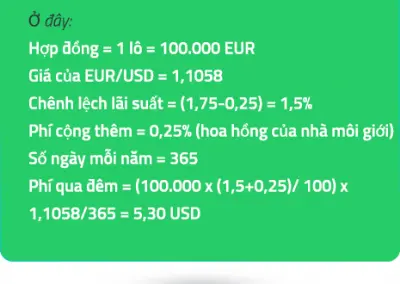 Ở đây:
Hợp đồng = 1 lô = 100.000 EUR
Giá của EUR/USD = 1,1058
Chênh lệch lãi suất = (1,75-0,25) = 1,5%
Phí cộng thêm = 0,25% (hoa hồng của nhà môi giới)
Số ngày mỗi năm = 365
Phí qua đêm = (100.000 x (1,5+0,25)/ 100) x
1,1058/365 = 5,30 USD